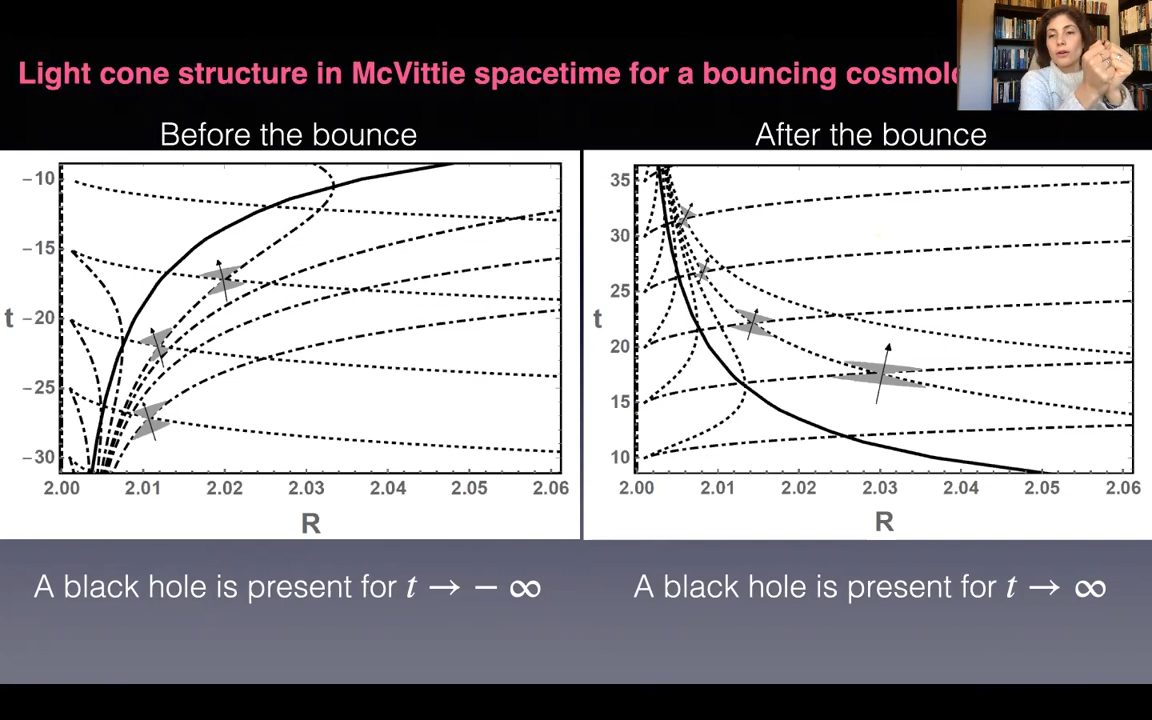 Light cone structure in McVittie spacetime for a bouncing cosmolo
Before the bounce
After the bounce
-10
-15
-20
-25
-30
t
2.00 2.01 2.02 2.03 2.04 2.05 2.06
R
35
30
25
20
15
10
t
2.00 2.01 2.02 2.03 2.04 2.05 2.06
R
A black hole is present for t → − ∞
A black hole is present for t → ∞